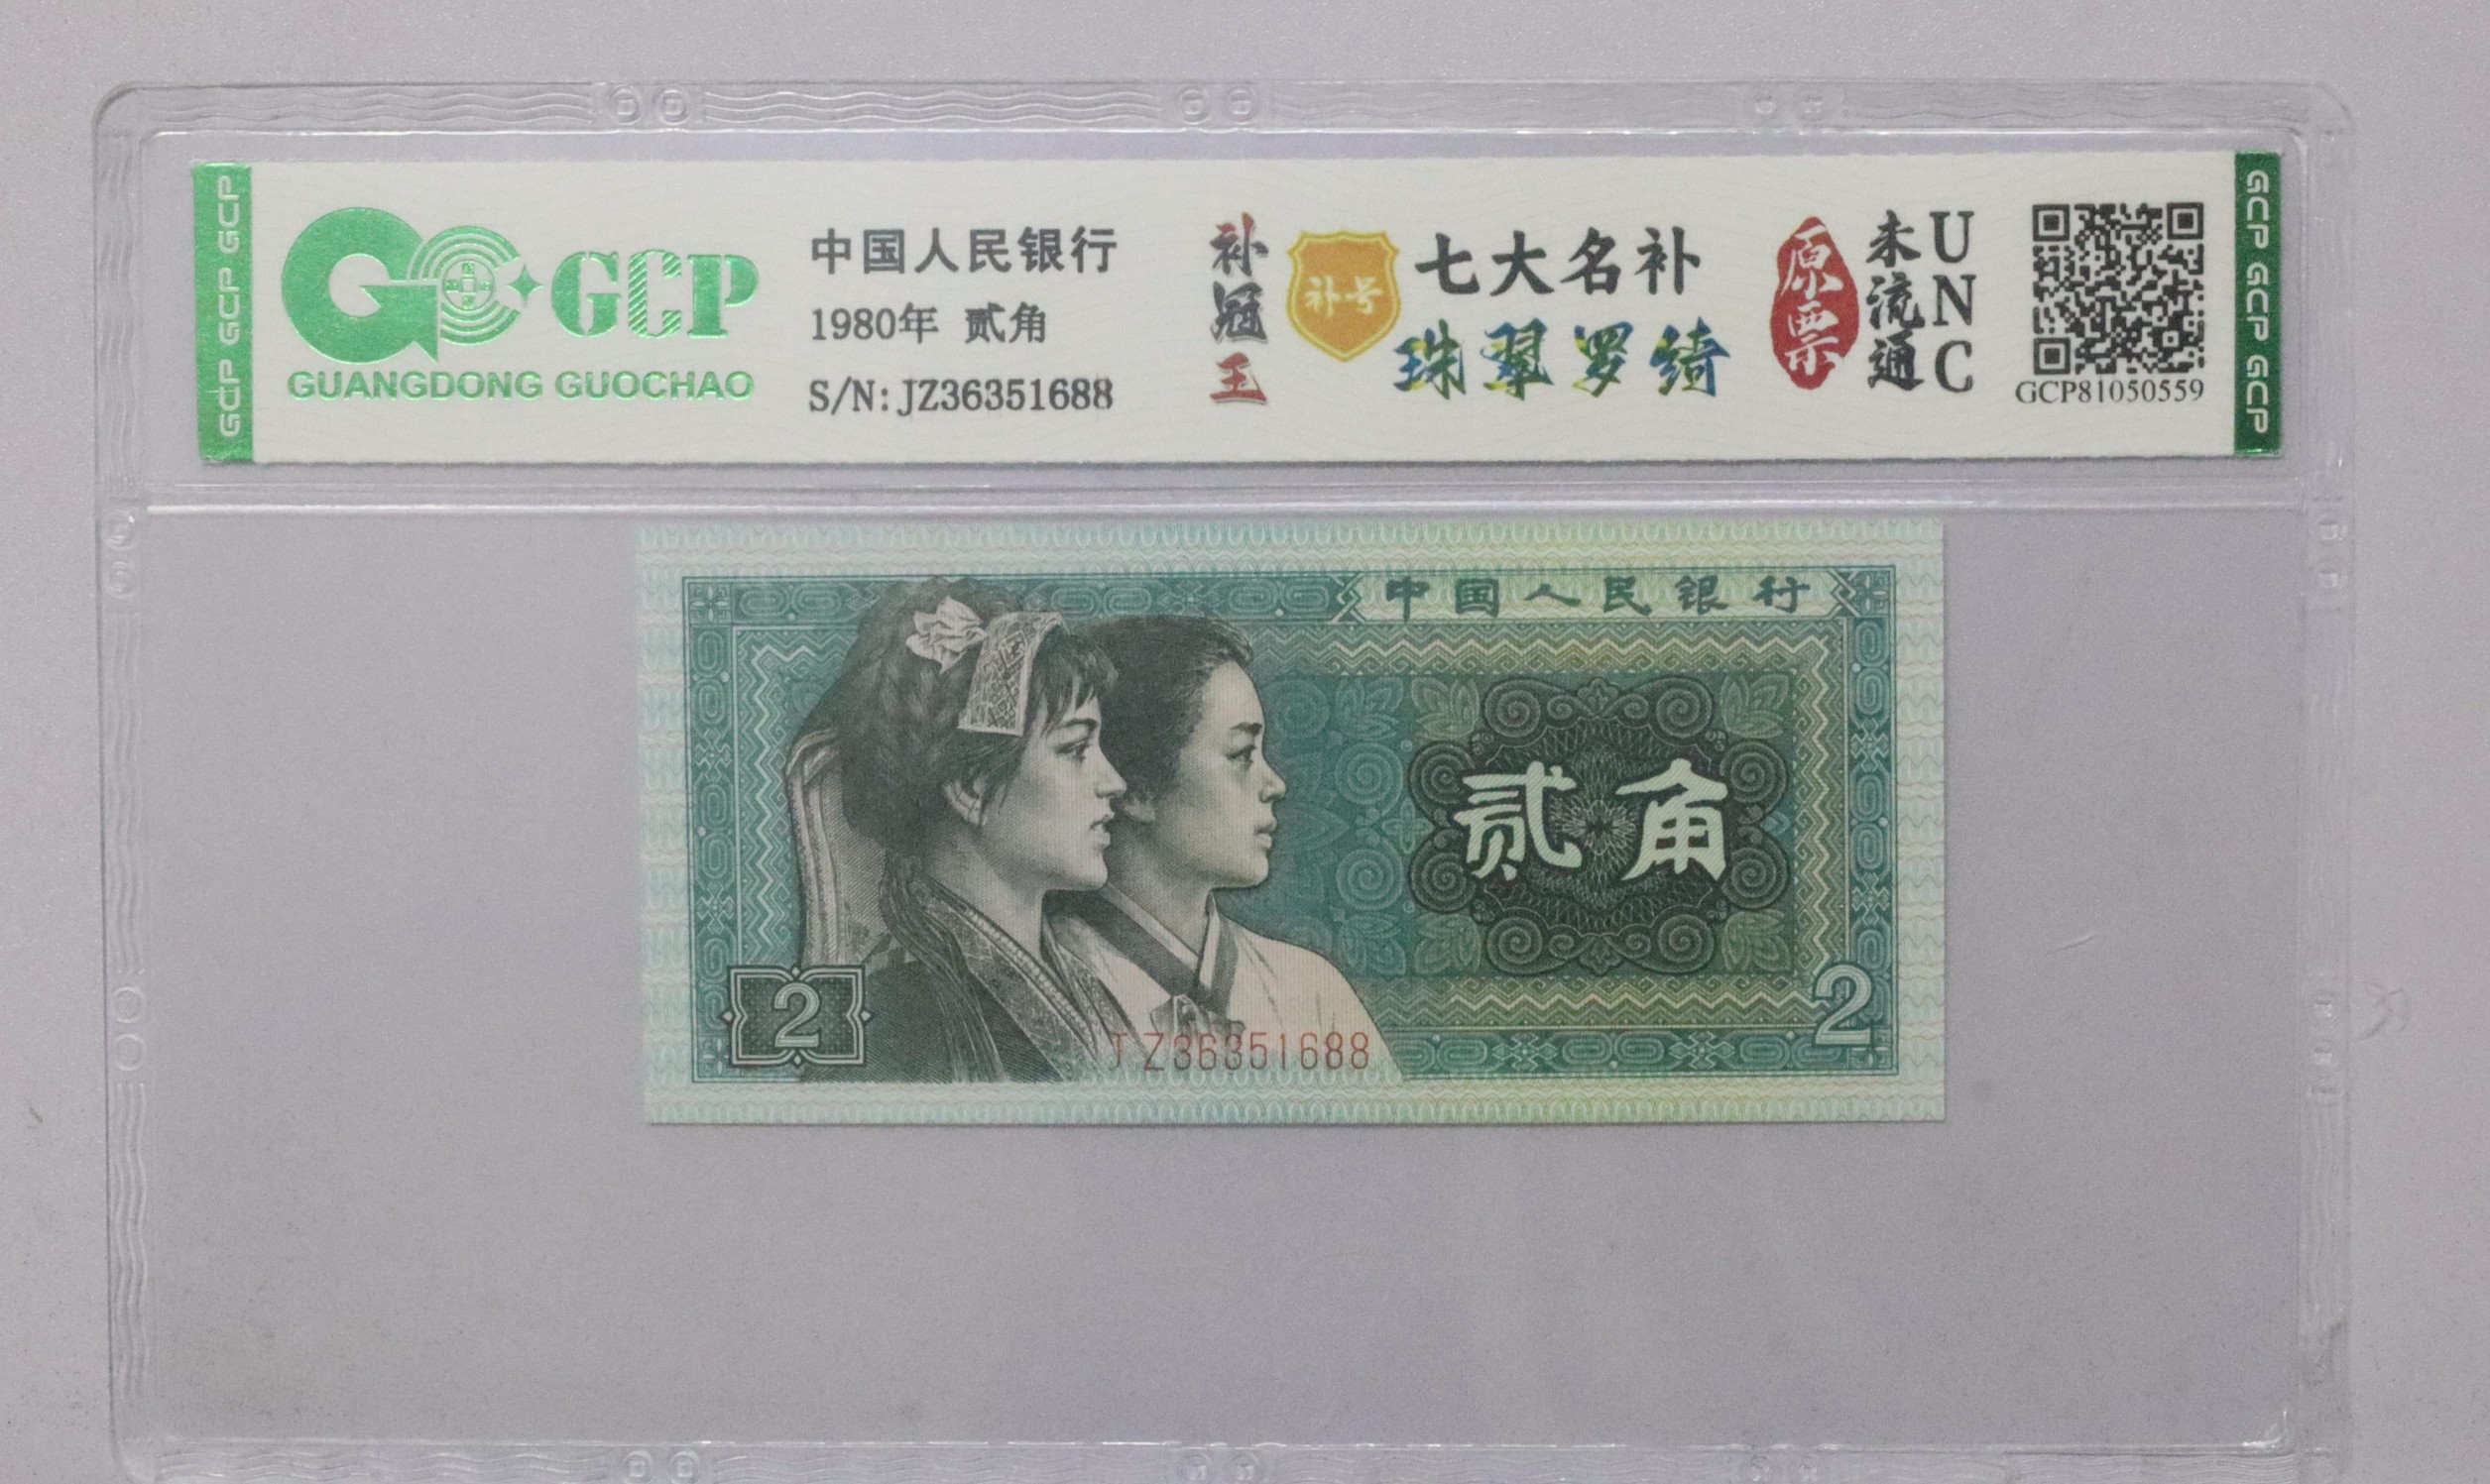 GCP GCP GCP
GCP
GUANGDONG GUOCHAO
中国人民银行
1980年 贰角
S/N:JZ36351688
补冠王
补号
七大名补
珠翠罗绮
原票
未流通
UNC
GCP81050559
GCP GCP GCP
中国人民银行
贰角
2
2
JZ36351688